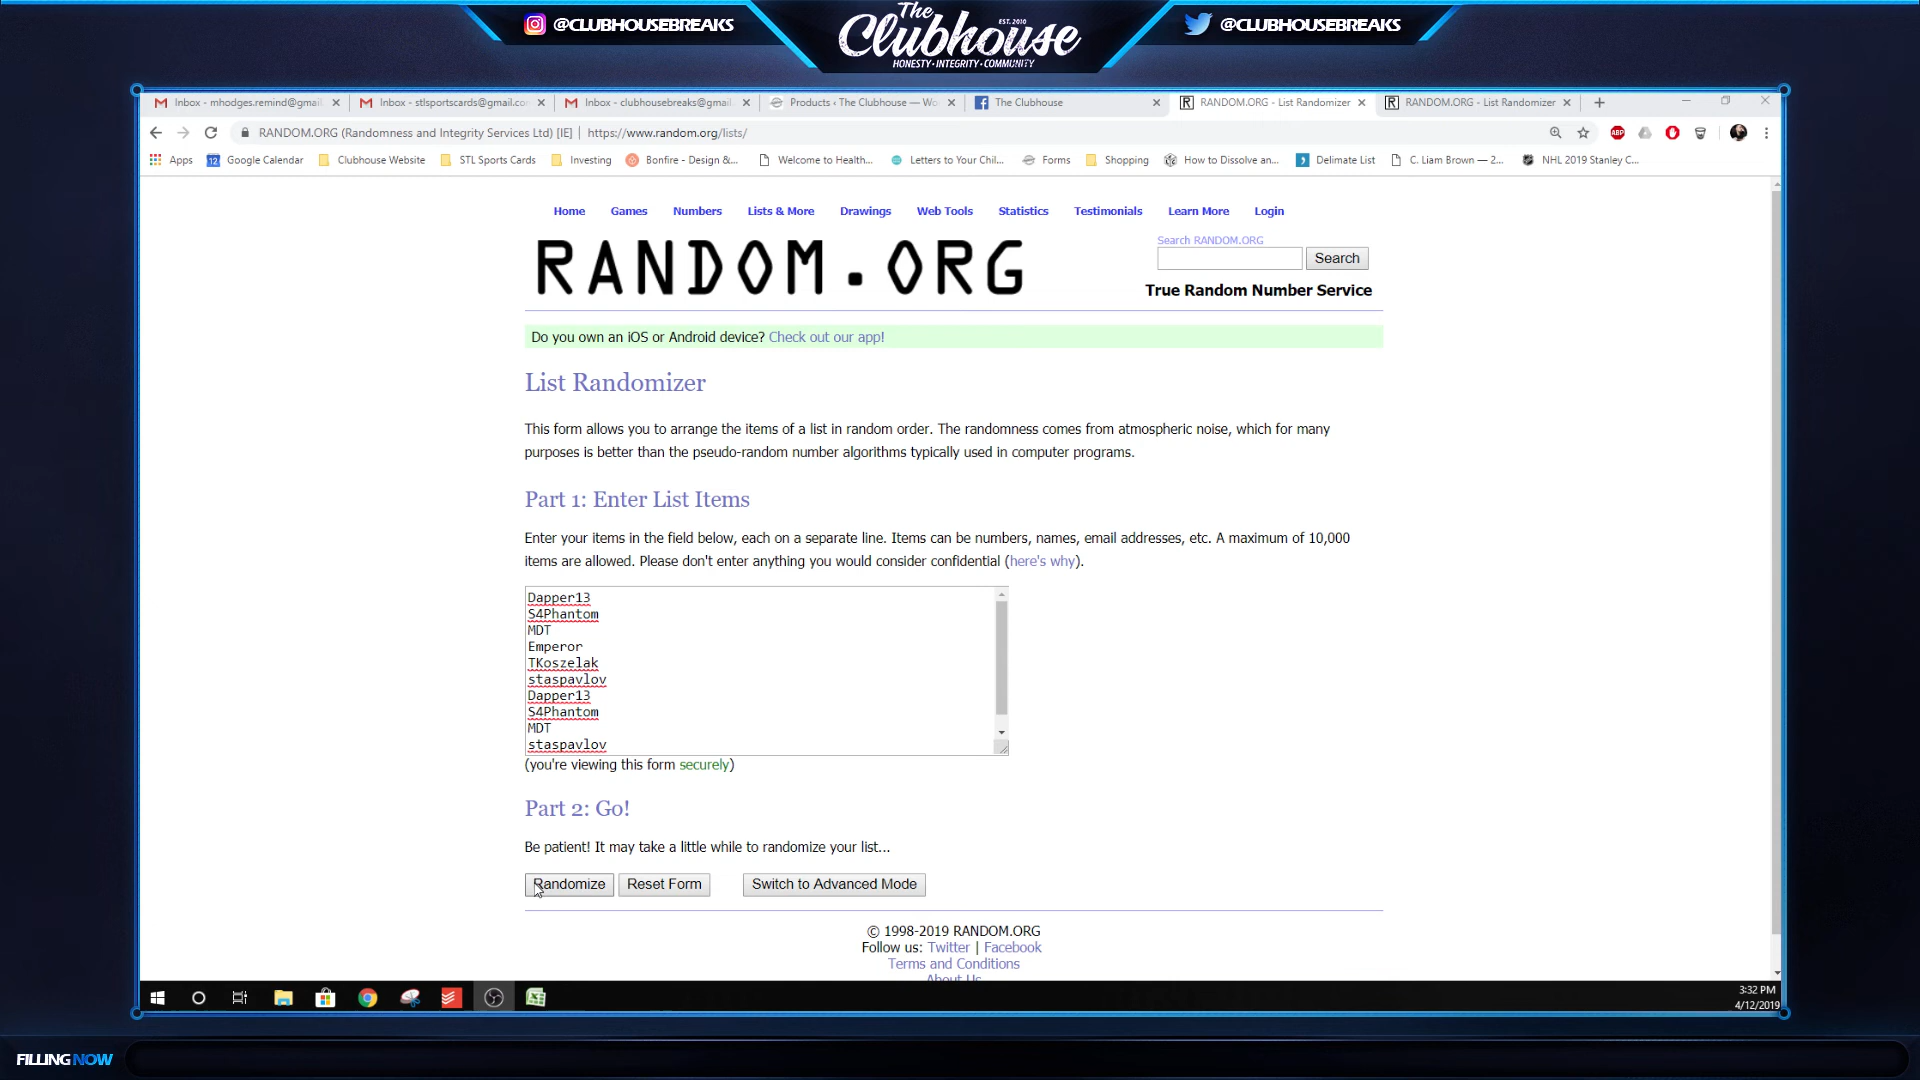 @CLUBHOUSEBREAKS
The
Clubhouse
EST. 2010
HONESTY • INTEGRITY • COMMUNITY
@CLUBHOUSEBREAKS
Inbox - mhodges.remind@gmail.
Inbox - stlsportscards@gmail.co
Inbox - clubhousebreaks@gmail.
Products ‹ The Clubhouse — Wo
The Clubhouse
RANDOM.ORG - List Randomizer
RANDOM.ORG - List Randomizer
RANDOM.ORG (Randomness and Integrity Services Ltd) [IE] | https://www.random.org/lists/
ABP
Apps
12
Google Calendar
Clubhouse Website
STL Sports Cards
Investing
Bonfire - Design &...
Welcome to Health...
Letters to Your Chil...
Forms
Shopping
How to Dissolve an...
Delimate List
C. Liam Brown — 2...
NHL 2019 Stanley C...
Home Games Numbers Lists & More Drawings Web Tools Statistics Testimonials Learn More Login
RANDOM.ORG
Search RANDOM.ORG
Search
True Random Number Service
Do you own an iOS or Android device? Check out our app!
List Randomizer
This form allows you to arrange the items of a list in random order. The randomness comes from atmospheric noise, which for many
purposes is better than the pseudo-random number algorithms typically used in computer programs.
Part 1: Enter List Items
Enter your items in the field below, each on a separate line. Items can be numbers, names, email addresses, etc. A maximum of 10,000
items are allowed. Please don't enter anything you would consider confidential (here's why).
Dapper13
S4Phantom
MDT
Emperor
TKoszelak
staspavlov
Dapper13
S4Phantom
MDT
staspavlov
(you're viewing this form securely)
Part 2: Go!
Be patient! It may take a little while to randomize your list...
Randomize
Reset Form
Switch to Advanced Mode
© 1998-2019 RANDOM.ORG
Follow us: Twitter | Facebook
Terms and Conditions
About Us
3:32 PM
4/12/2019
FILLING NOW